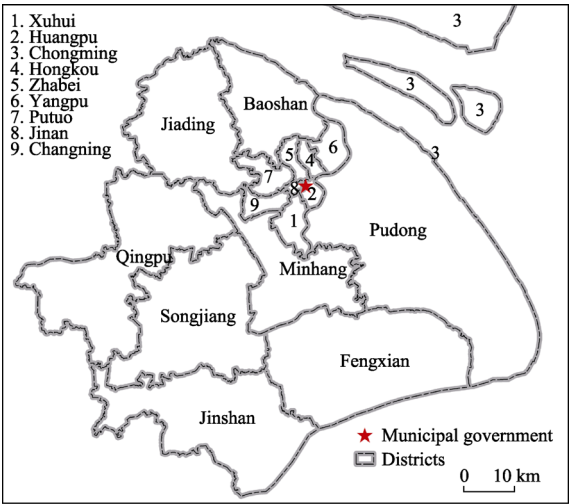 1. Xuhui
2. Huangpu
3. Chongming
4. Hongkou
5. Zhabei
6. Yangpu
7. Putuo
8. Jinan
9. Changning
3
3
3
Baoshan
Jiading
3
5
4
6
7
8
2
9
1
Pudong
Qingpu
Minhang
Songjiang
Fengxian
Jinshan
Municipal government
Districts
0 10 km